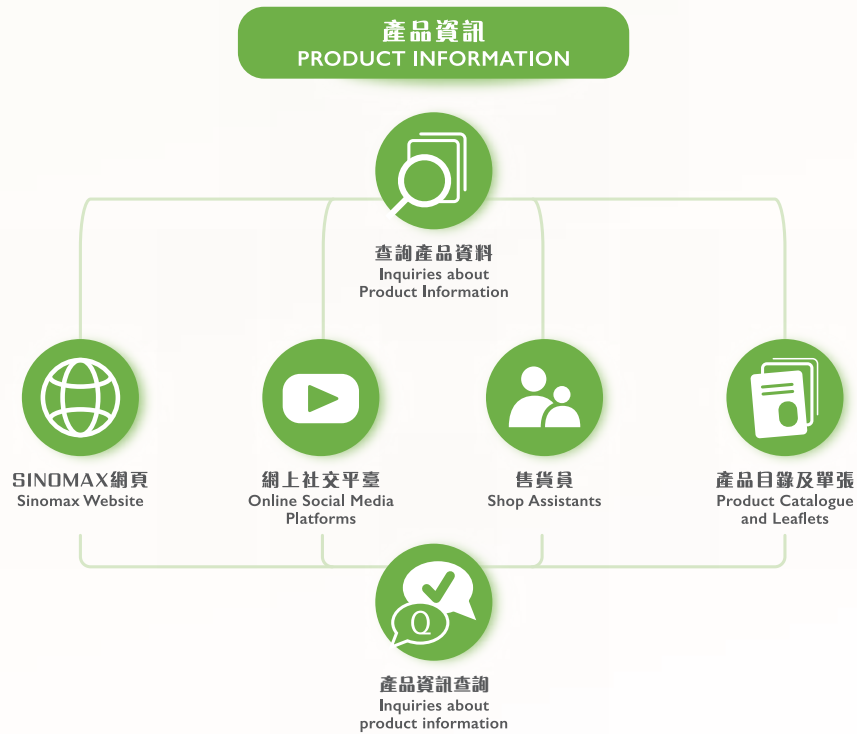 產品資訊
PRODUCT INFORMATION
查詢產品資料
Inquiries about
Product Information
SINOMAX網頁
Sinomax Website
網上社交平臺
Online Social Media
Platforms
售貨員
Shop Assistants
產品目錄及單張
Product Catalogue
and Leaflets
Q
產品資訊查詢
Inquiries about
product information